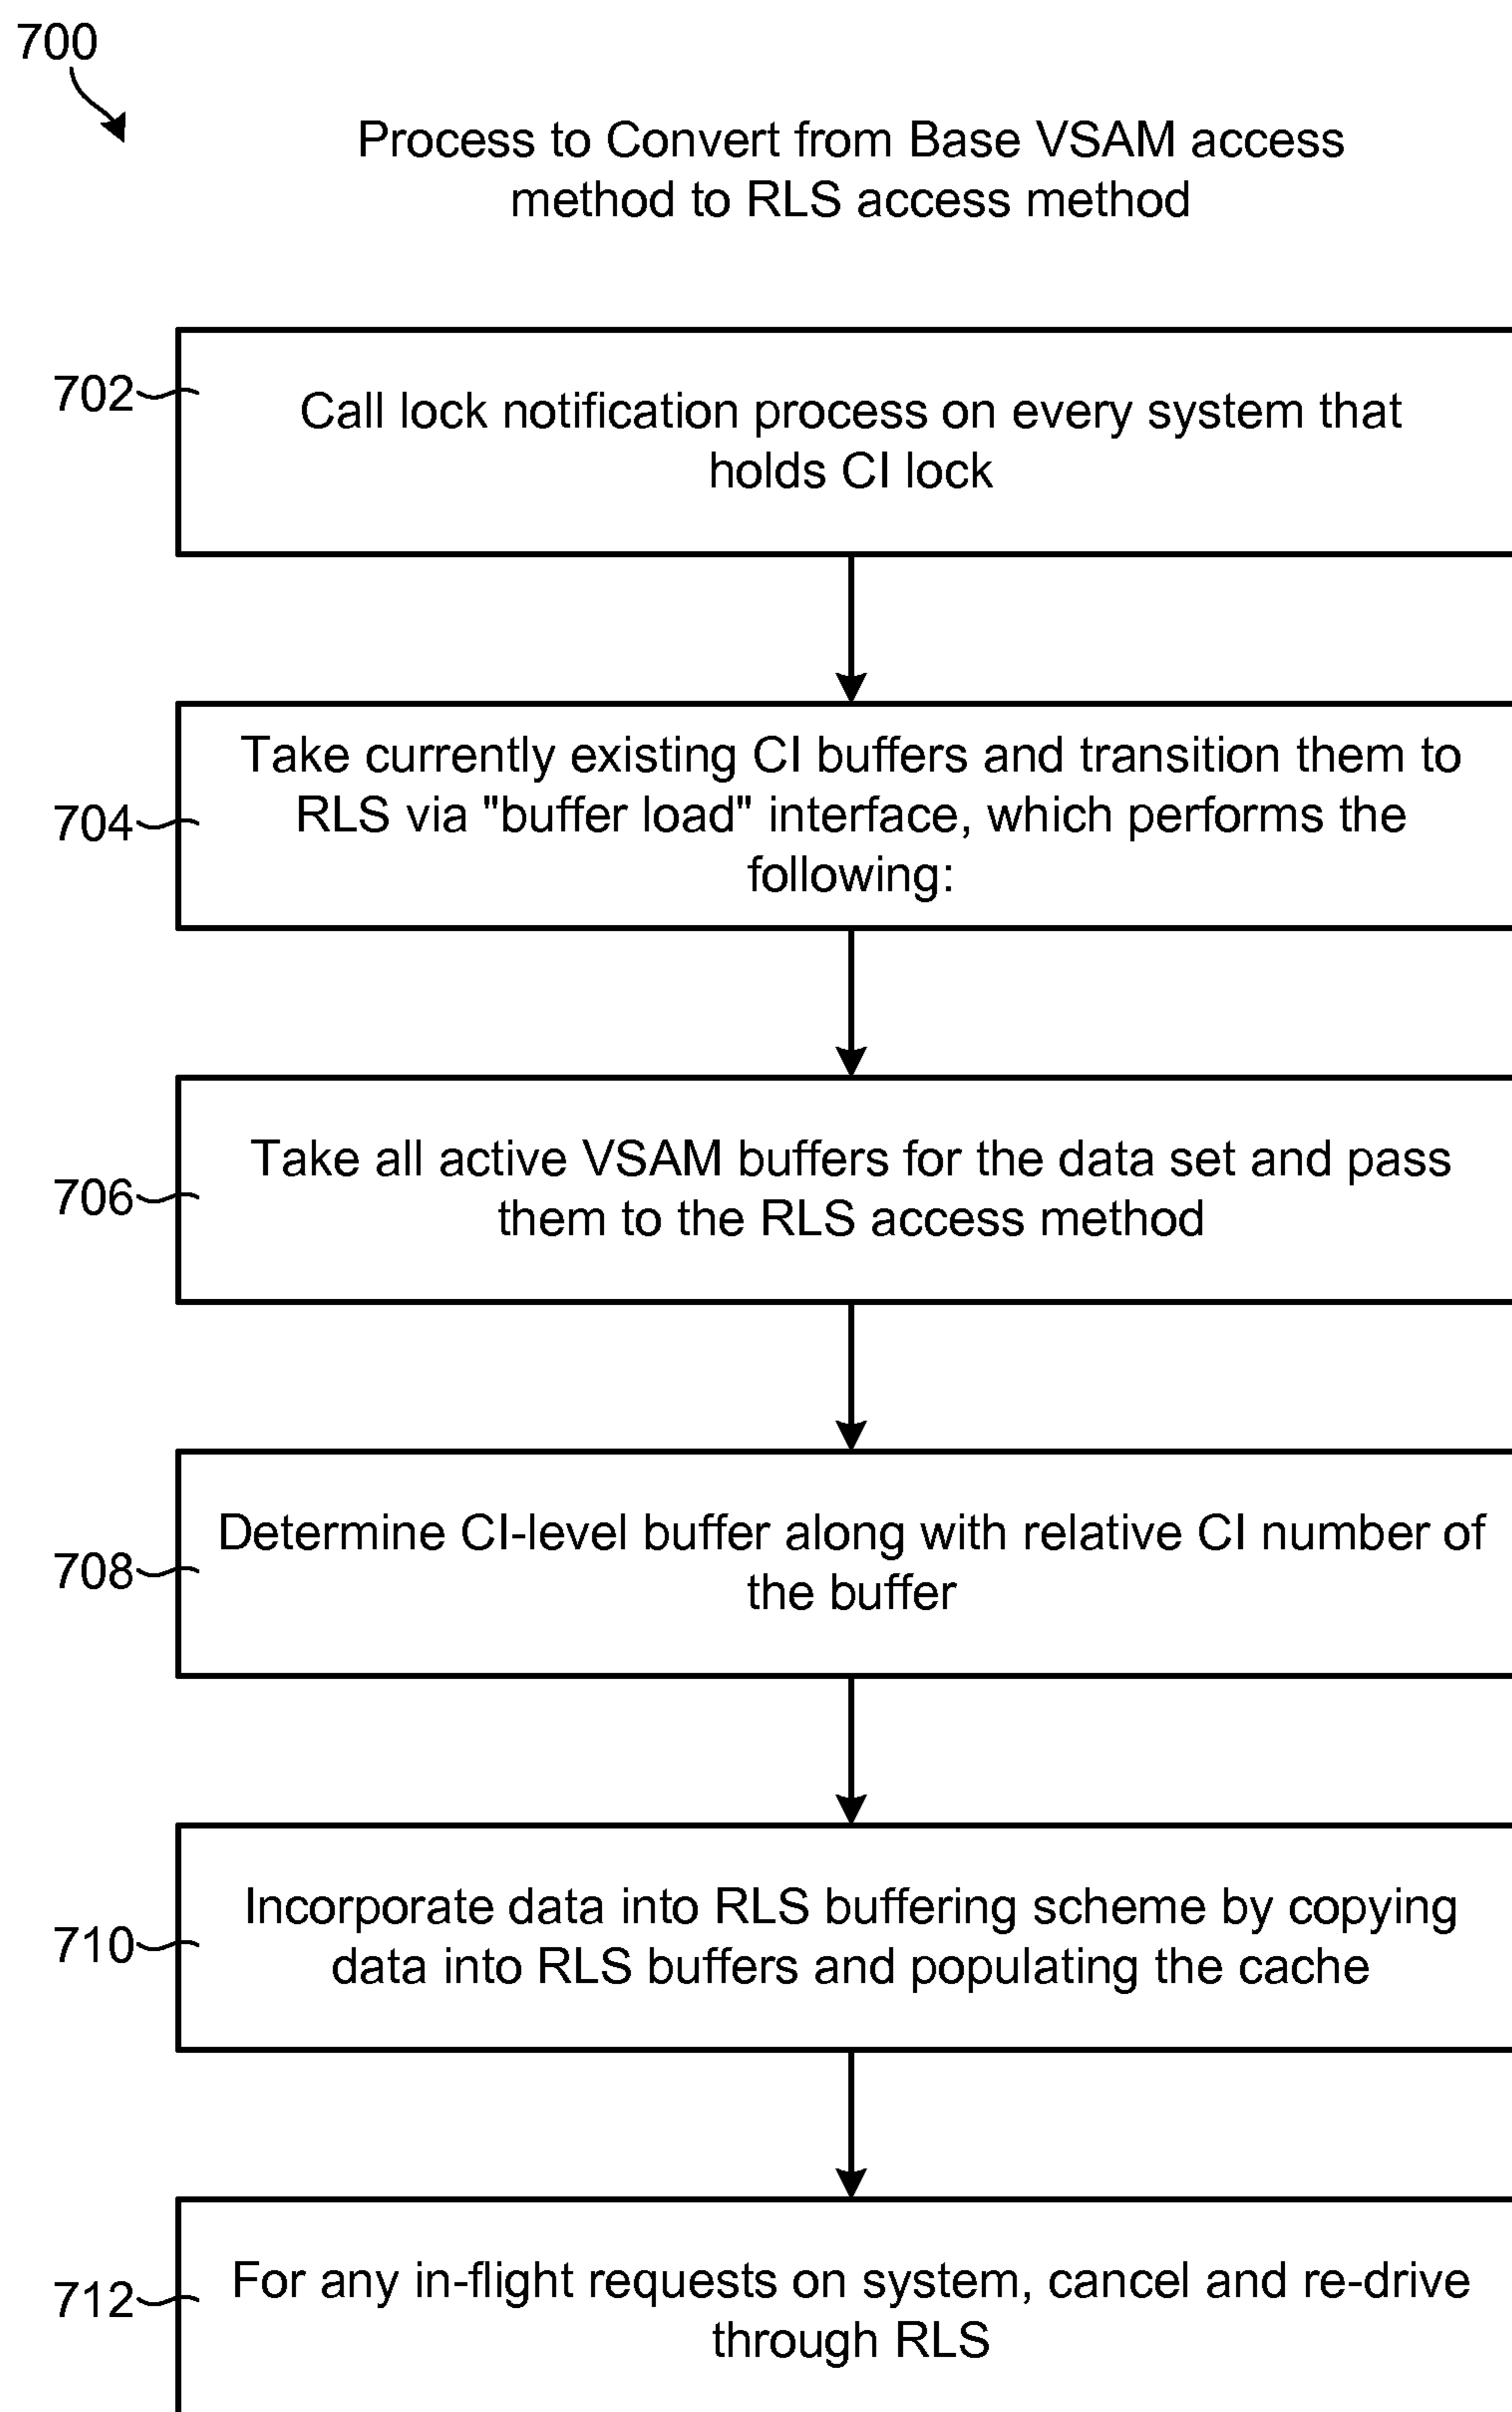 700
Process to Convert from Base VSAM access
method to RLS access method
702
Call lock notification process on every system that
holds CI lock
Take currently existing CI buffers and transition them to
704
RLS via "buffer load" interface, which performs the
following:
706
Take all active VSAM buffers for the data set and pass
them to the RLS access method
708
Determine CI-level buffer along with relative CI number of
the buffer
710
Incorporate data into RLS buffering scheme by copying
data into RLS buffers and populating the cache
712
For any in-flight requests on system, cancel and re-drive
through RLS